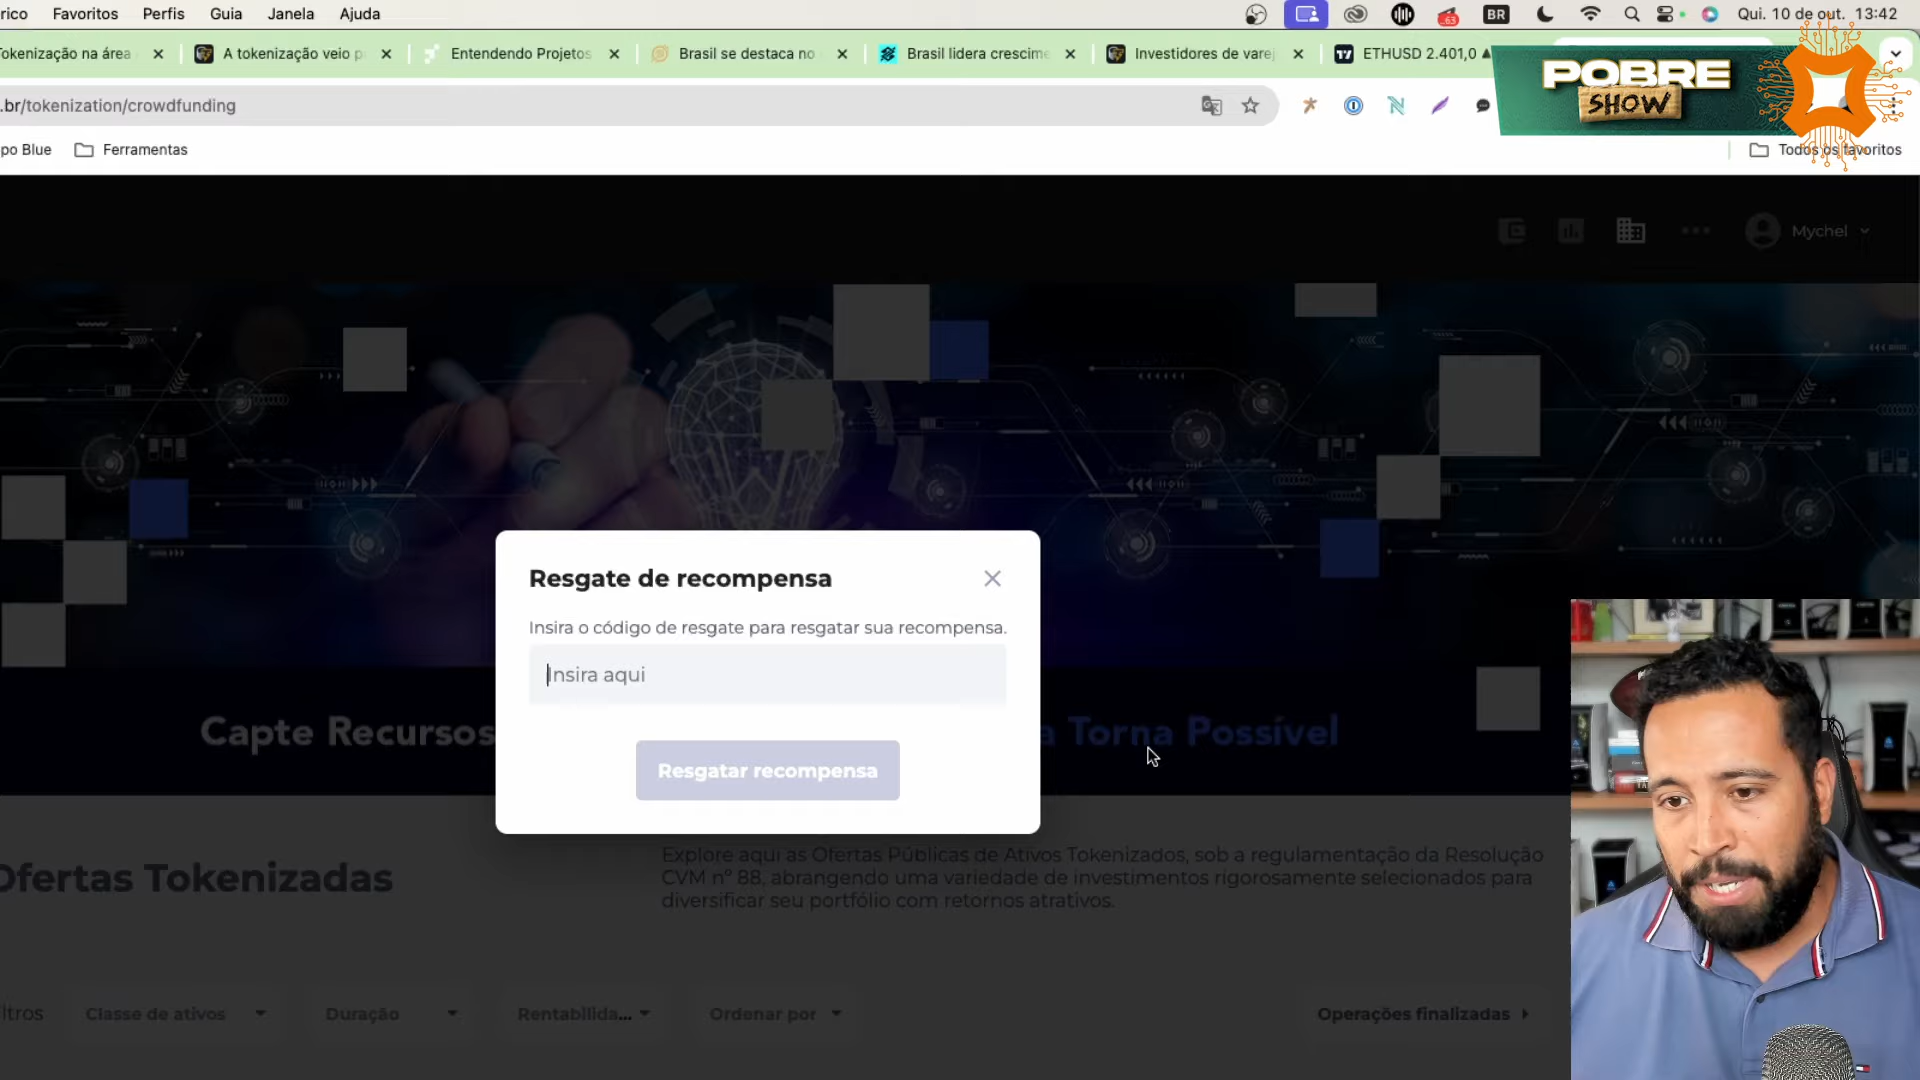 rico Favoritos Perfis Guia Janela Ajuda
63 BR Qui. 10 de out. 13:42
okenização na área A tokenização veio p Entendendo Projetos Brasil se destaca no Brasil lidera crescime Investidores de varej ETHUSD 2.401,0
POBRE
SHOW
.br/tokenization/crowdfunding
po Blue Ferramentas Todos os favoritos
Mychel
Resgate de recompensa
Insira o código de resgate para resgatar sua recompensa.
Insira aqui
Capte Recursos a Torna Possível
Resgatar recompensa
Ofertas Tokenizadas
Explore aqui as Ofertas Públicas de Ativos Tokenizados, sob a regulamentação da Resolução
CVM nº 88, abrangendo uma variedade de investimentos rigorosamente selecionados para
diversificar seu portfólio com retornos atrativos.
iltros Classe de ativos Duração Rentabilida... Ordenar por Operações finalizadas